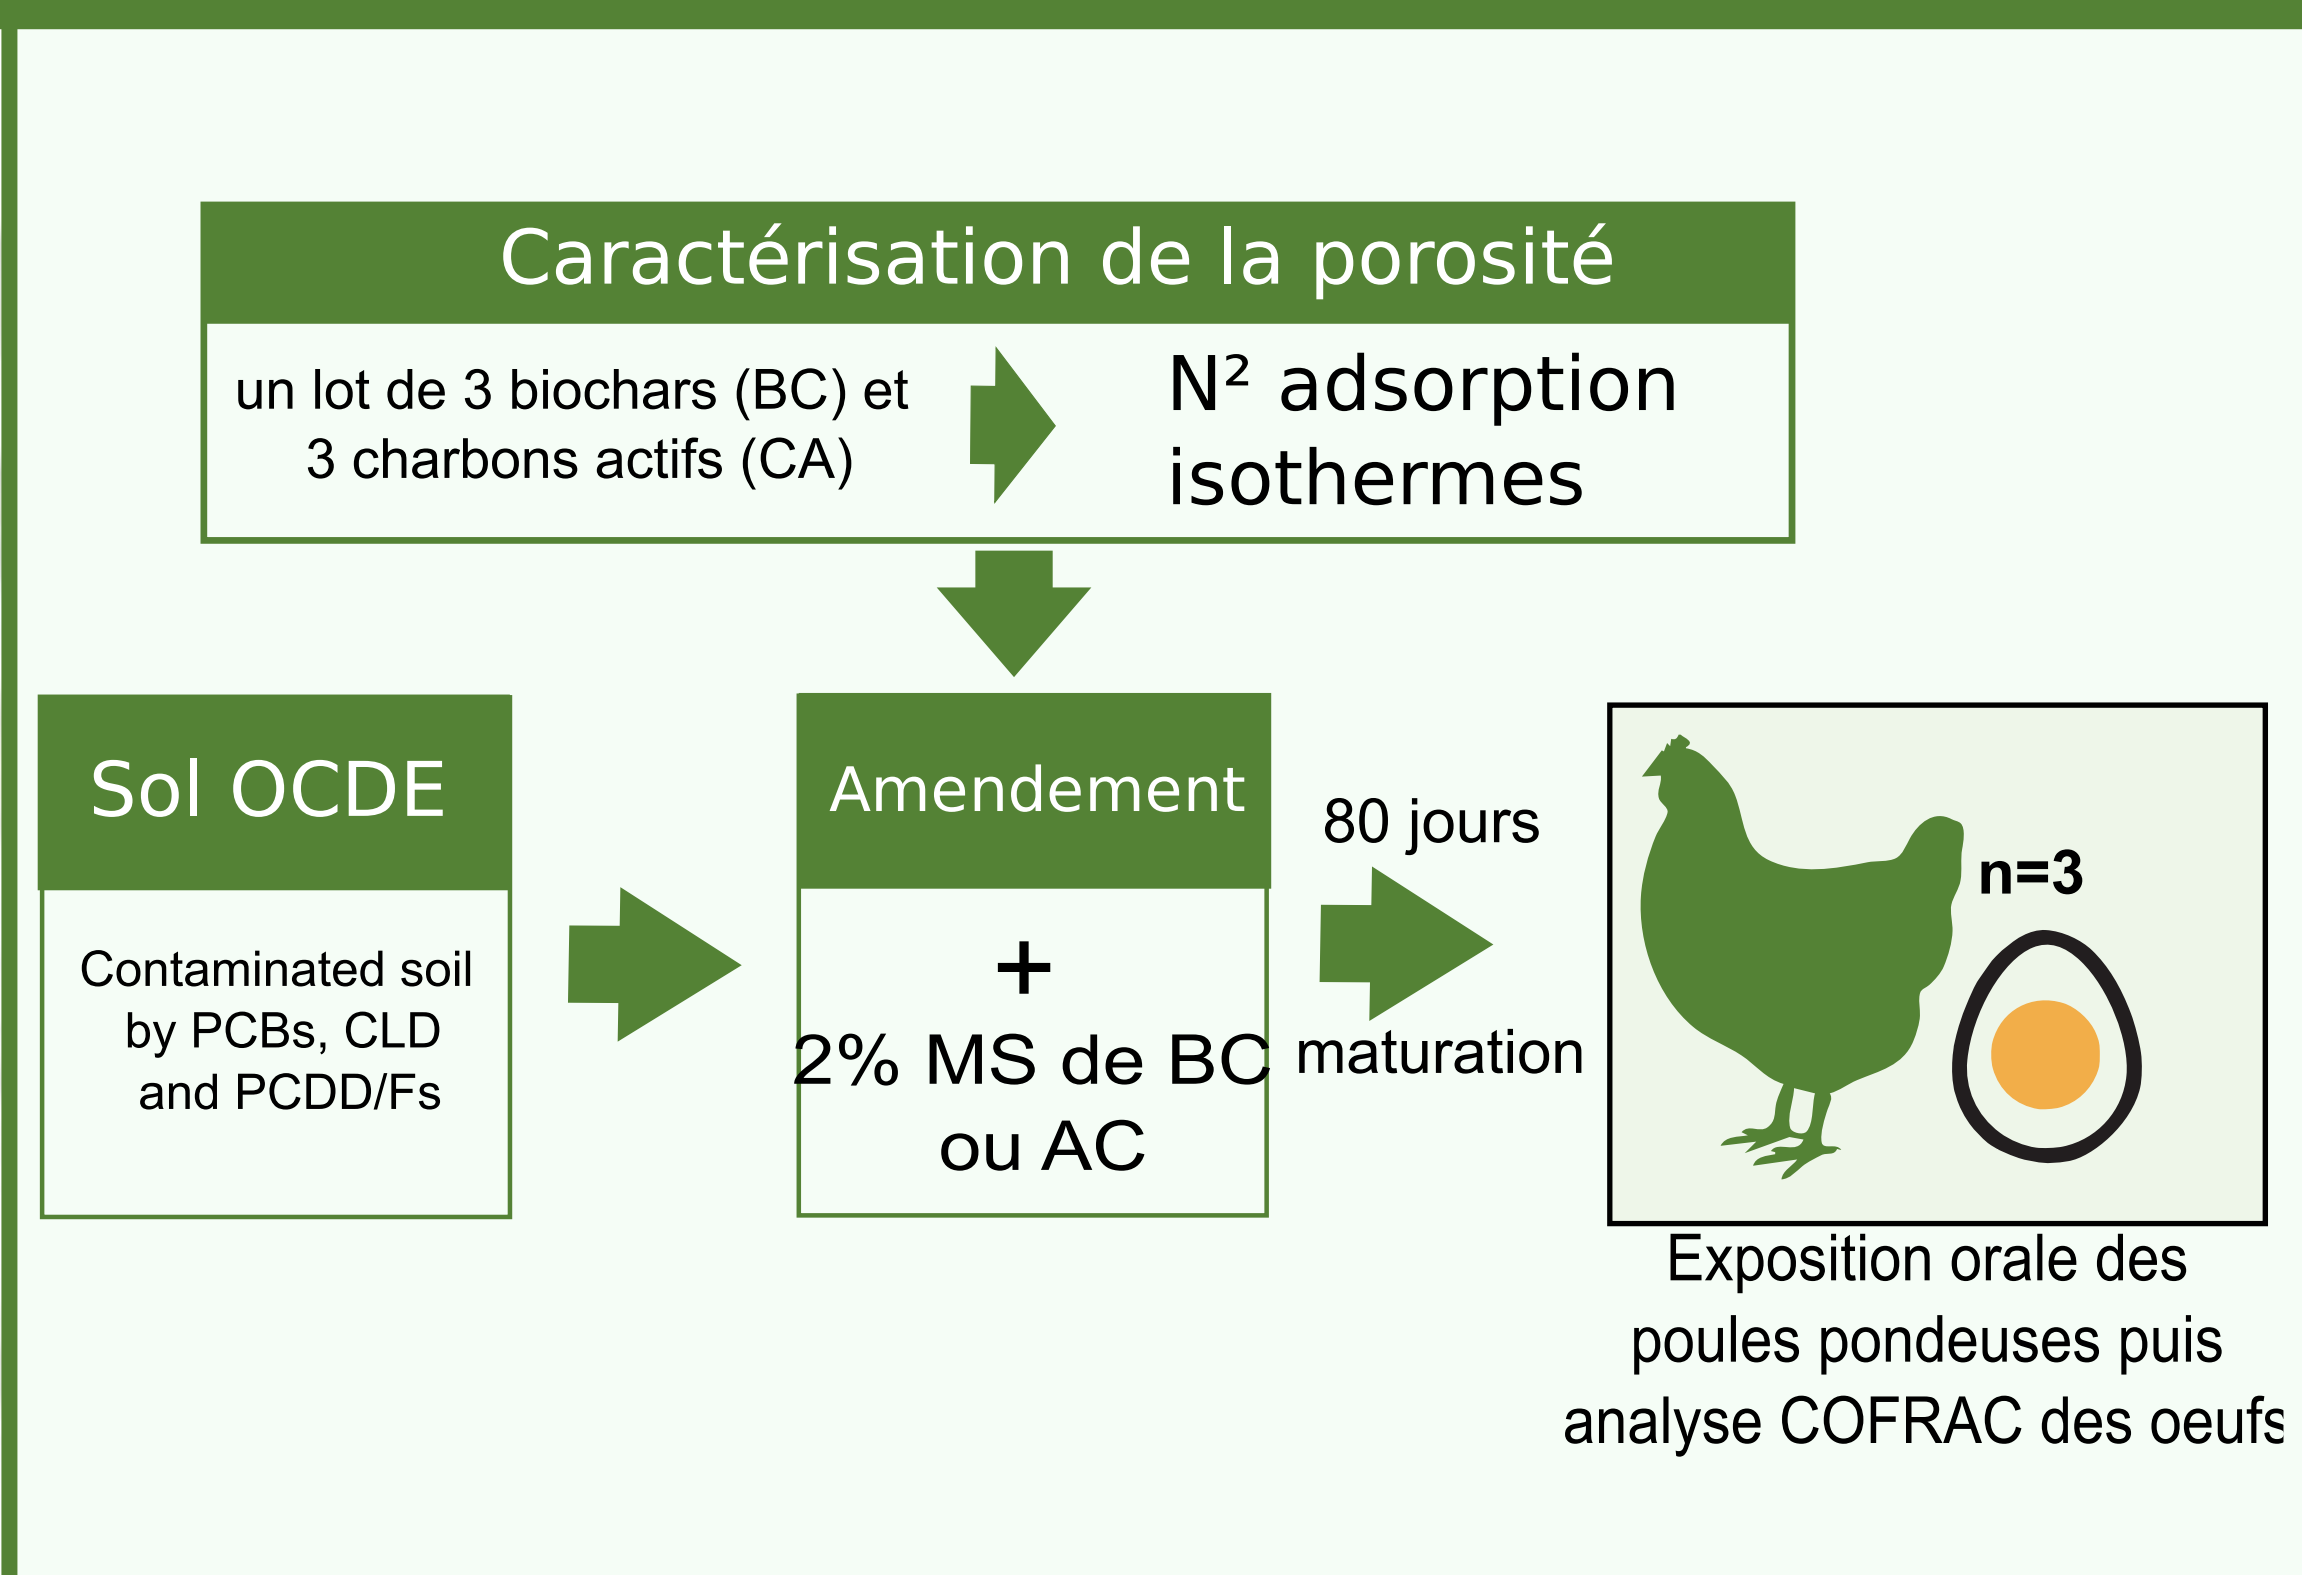 Caractérisation de la porosité
un lot de 3 biochars (BC) et
3 charbons actifs (CA)
N² adsorption
isothermes
Sol OCDE
Contaminated soil
by PCBs, CLD
and PCDD/Fs
Amendement
+
2% MS de BC
ou AC
80 jours
maturation
n=3
Exposition orale des
poules pondeuses puis
analyse COFRAC des oeufs